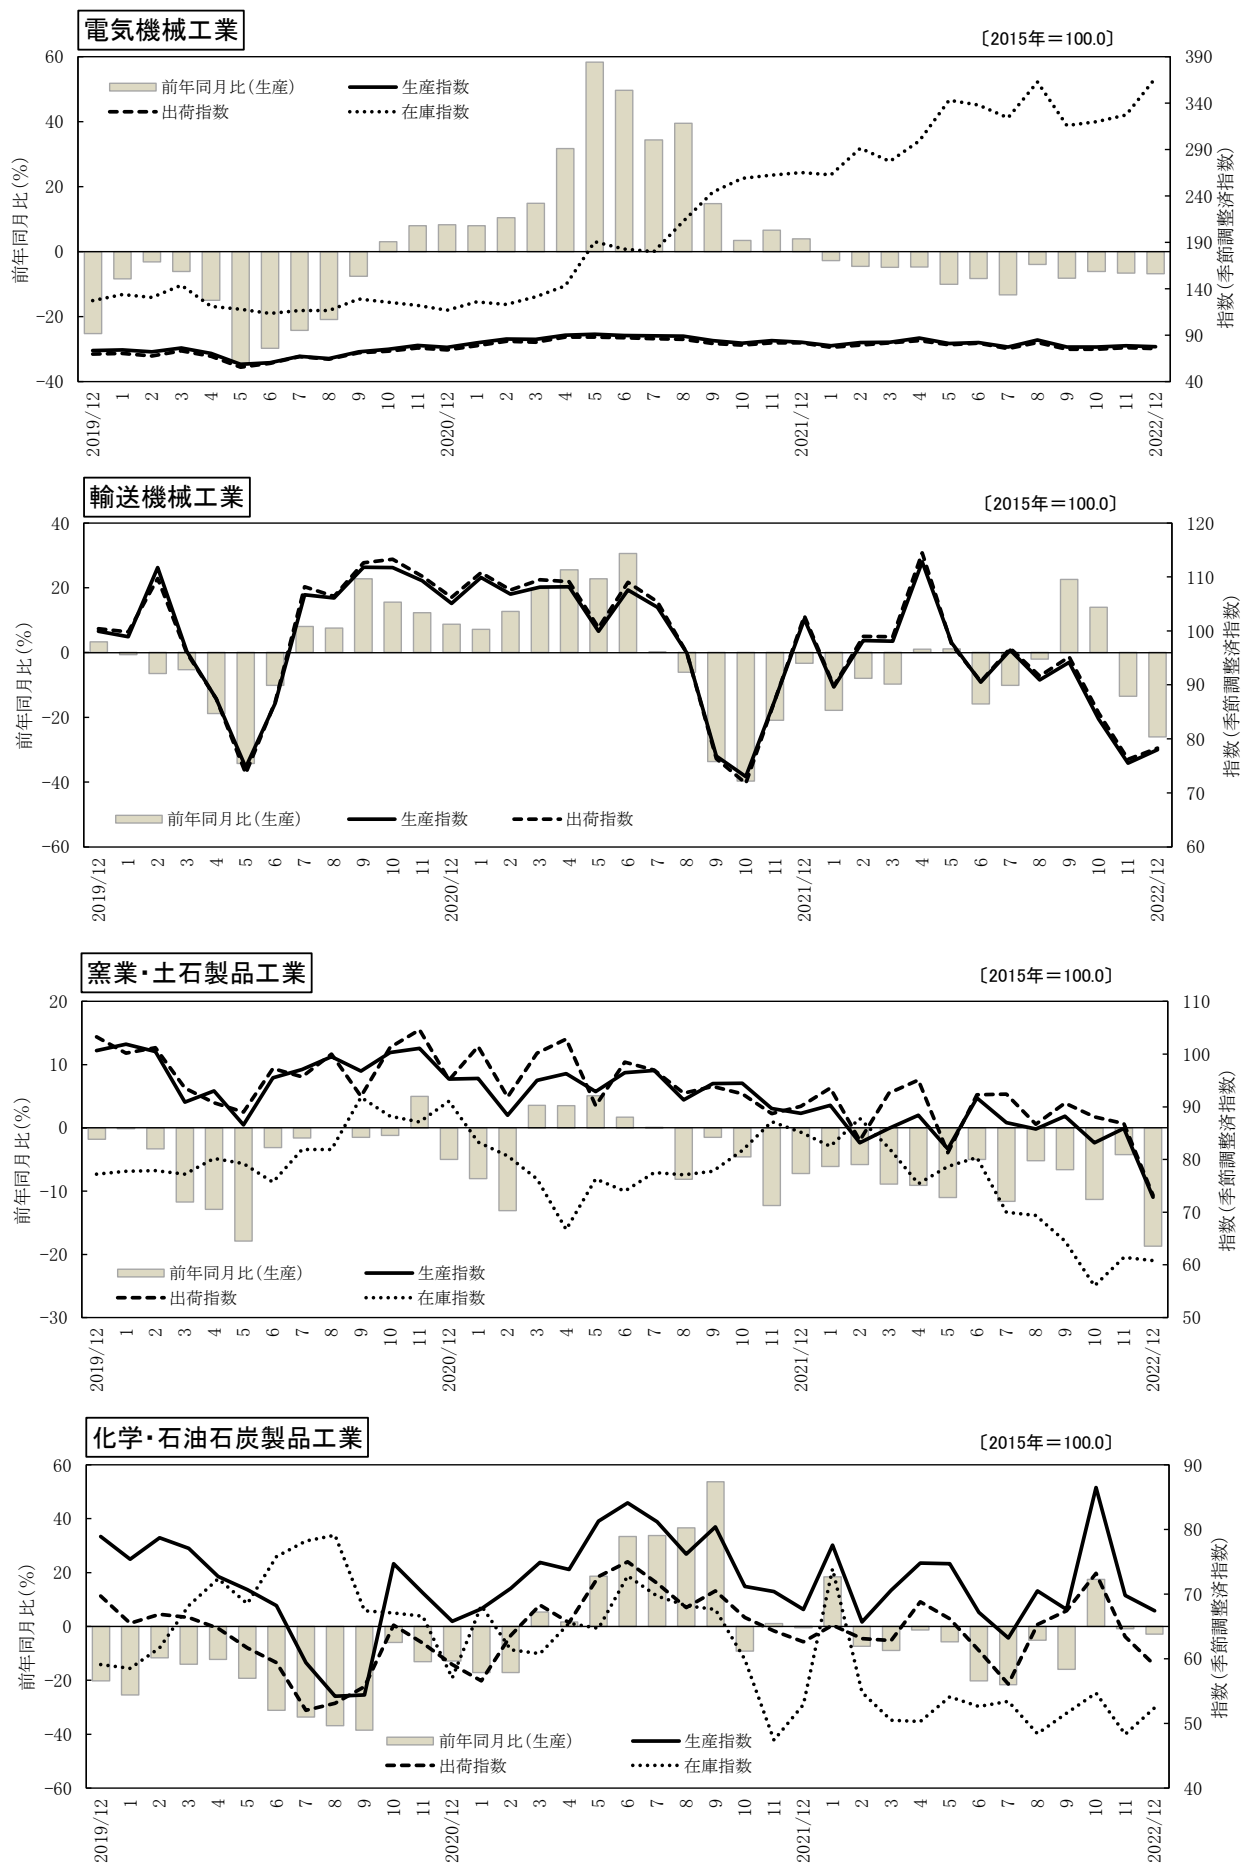 電気機械工業
〔2015年＝100.0〕
前年同月比(生産)
生産指数
出荷指数
在庫指数
前年同月比(%)
指数(季節調整済指数)
60
40
20
0
−20
−40
390
340
290
240
190
140
90
40
2019/12 1 2 3 4 5 6 7 8 9 10 11 2020/12 1 2 3 4 5 6 7 8 9 10 11 2021/12 1 2 3 4 5 6 7 8 9 10 11 2022/12
輸送機械工業
〔2015年＝100.0〕
前年同月比(%)
指数(季節調整済指数)
40
20
0
−20
−40
−60
120
110
100
90
80
70
60
前年同月比(生産)
生産指数
出荷指数
2019/12 1 2 3 4 5 6 7 8 9 10 11 2020/12 1 2 3 4 5 6 7 8 9 10 11 2021/12 1 2 3 4 5 6 7 8 9 10 11 2022/12
窯業・土石製品工業
〔2015年＝100.0〕
前年同月比(%)
指数(季節調整済指数)
20
10
0
−10
−20
−30
110
100
90
80
70
60
50
前年同月比(生産)
生産指数
出荷指数
在庫指数
2019/12 1 2 3 4 5 6 7 8 9 10 11 2020/12 1 2 3 4 5 6 7 8 9 10 11 2021/12 1 2 3 4 5 6 7 8 9 10 11 2022/12
化学・石油石炭製品工業
〔2015年＝100.0〕
前年同月比(%)
指数(季節調整済指数)
60
40
20
0
−20
−40
−60
90
80
70
60
50
40
前年同月比(生産)
生産指数
出荷指数
在庫指数
2019/12 1 2 3 4 5 6 7 8 9 10 11 2020/12 1 2 3 4 5 6 7 8 9 10 11 2021/12 1 2 3 4 5 6 7 8 9 10 11 2022/12